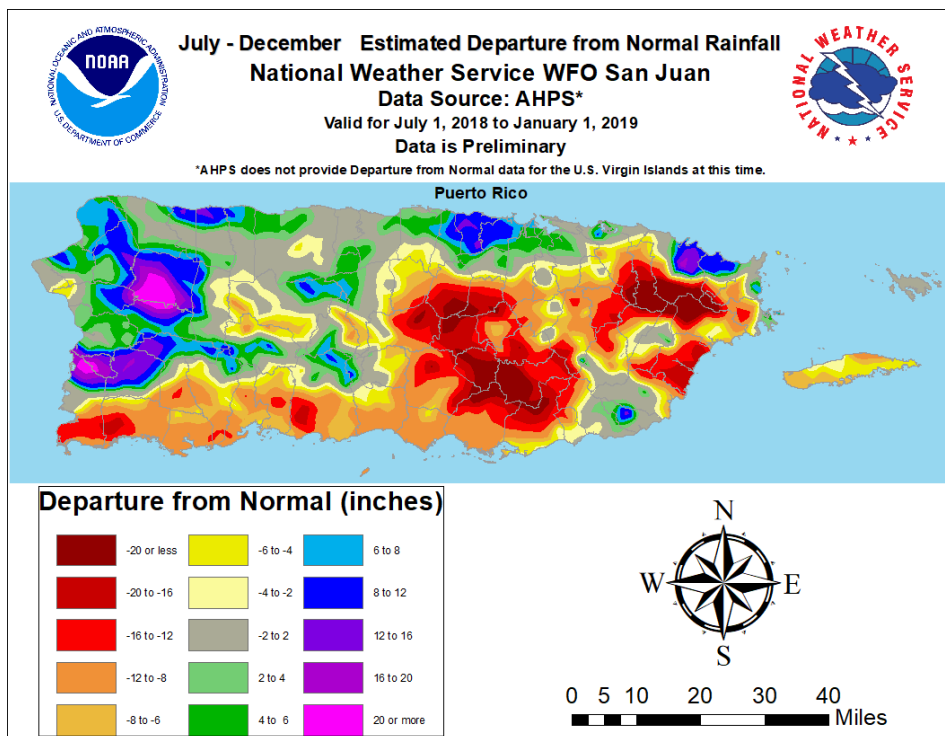 July - December Estimated Departure from Normal Rainfall
National Weather Service WFO San Juan
Data Source: AHPS*
Valid for July 1, 2018 to January 1, 2019
Data is Preliminary
*AHPS does not provide Departure from Normal data for the U.S. Virgin Islands at this time.
NATIONAL OCEANIC AND ATMOSPHERIC ADMINISTRATION
NOAA
U.S. DEPARTMENT OF COMMERCE
NATIONAL WEATHER SERVICE
Puerto Rico
Departure from Normal (inches)
-20 or less
-20 to -16
-16 to -12
-12 to -8
-8 to -6
-6 to -4
-4 to -2
-2 to 2
2 to 4
4 to 6
6 to 8
8 to 12
12 to 16
16 to 20
20 or more
N
W E
S
0 5 10 20 30 40
Miles